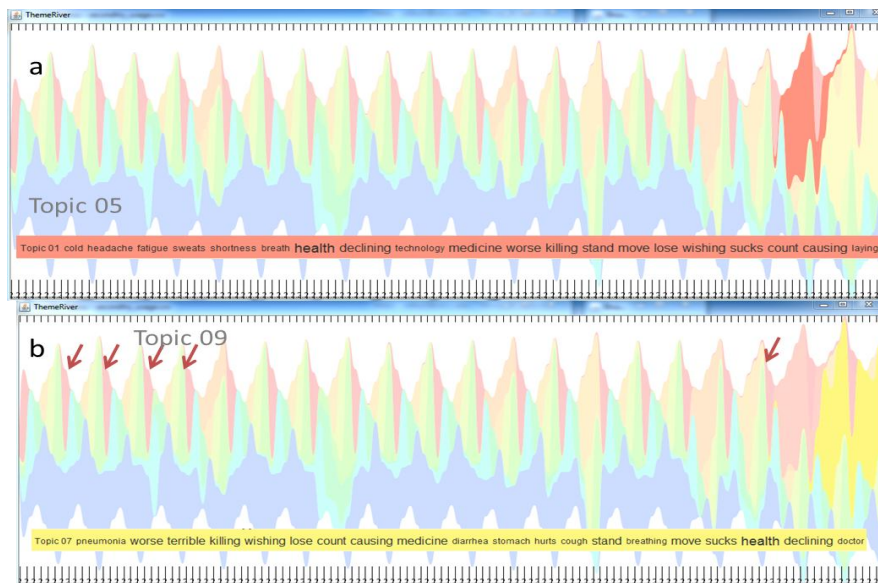 ThemeRiver
a
Topic 05
Topic 01 cold headache fatigue sweats shortness breath health declining technology medicine worse killing stand move lose wishing sucks count causing laying
ThemeRiver
Topic 09
b
Topic 07 pneumonia worse terrible killing wishing lose count causing medicine diarrhea stomach hurts cough stand breathing move sucks health declining doctor